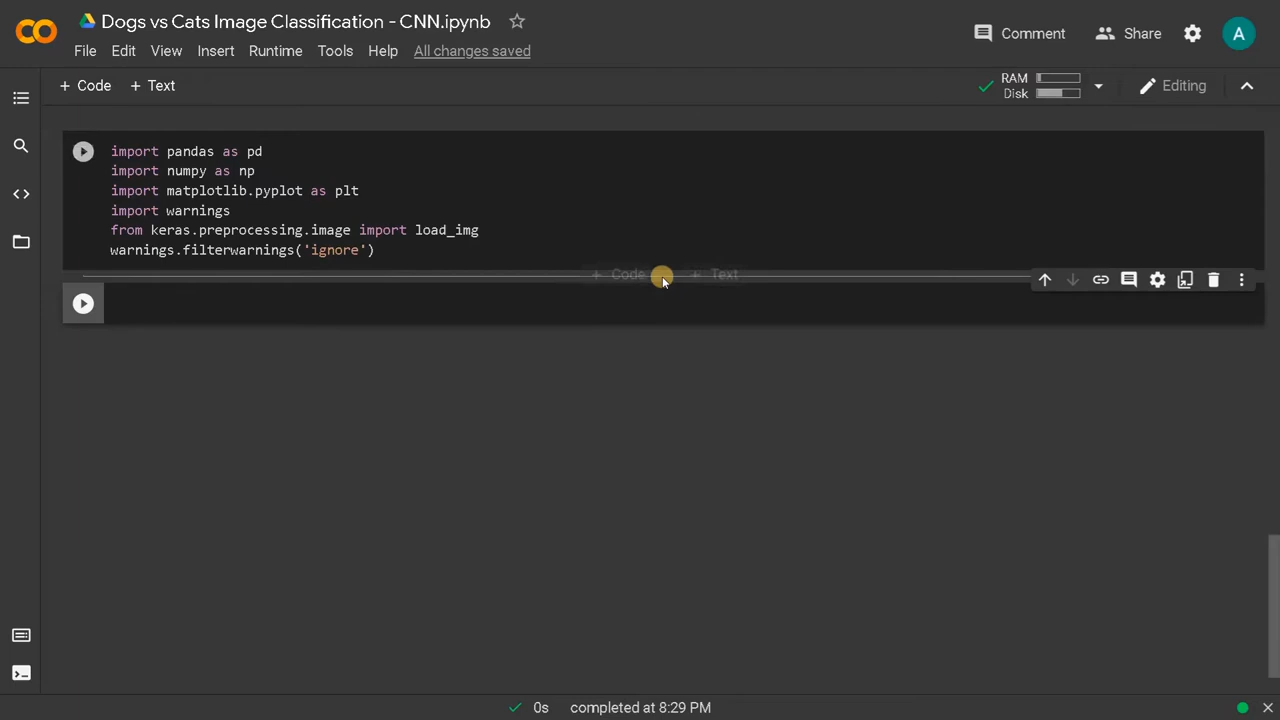 Dogs vs Cats Image Classification - CNN.ipynb
File Edit View Insert Runtime Tools Help All changes saved
Comment Share A
+ Code + Text
RAM
Disk
Editing
import pandas as pd
import numpy as np
import matplotlib.pyplot as plt
import warnings
from keras.preprocessing.image import load_img
warnings.filterwarnings('ignore')
+ Code + Text
0s completed at 8:29 PM